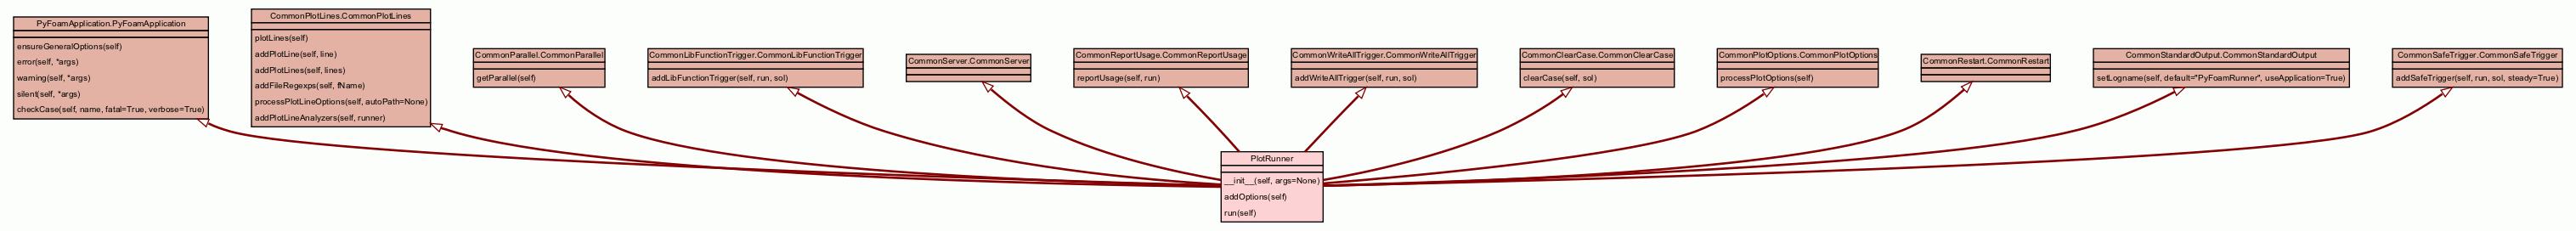 PyFoamApplication.PyFoamApplication
ensureGeneralOptions(self)
error(self, *args)
warning(self, *args)
silent(self, *args)
checkCase(self, name, fatal=True, verbose=True)
CommonPlotLines.CommonPlotLines
plotLines(self)
addPlotLine(self, line)
addPlotLines(self, lines)
addFileRegexps(self, fName)
processPlotLineOptions(self, autoPath=None)
addPlotLineAnalyzers(self, runner)
CommonParallel.CommonParallel
getParallel(self)
CommonLibFunctionTrigger.CommonLibFunctionTrigger
addLibFunctionTrigger(self, run, sol)
CommonServer.CommonServer
CommonReportUsage.CommonReportUsage
reportUsage(self, run)
CommonWriteAllTrigger.CommonWriteAllTrigger
addWriteAllTrigger(self, run, sol)
CommonClearCase.CommonClearCase
clearCase(self, sol)
CommonPlotOptions.CommonPlotOptions
processPlotOptions(self)
CommonRestart.CommonRestart
CommonStandardOutput.CommonStandardOutput
setLogname(self, default="PyFoamRunner", useApplication=True)
CommonSafeTrigger.CommonSafeTrigger
addSafeTrigger(self, run, sol, steady=True)
PlotRunner
__init__(self, args=None)
addOptions(self)
run(self)